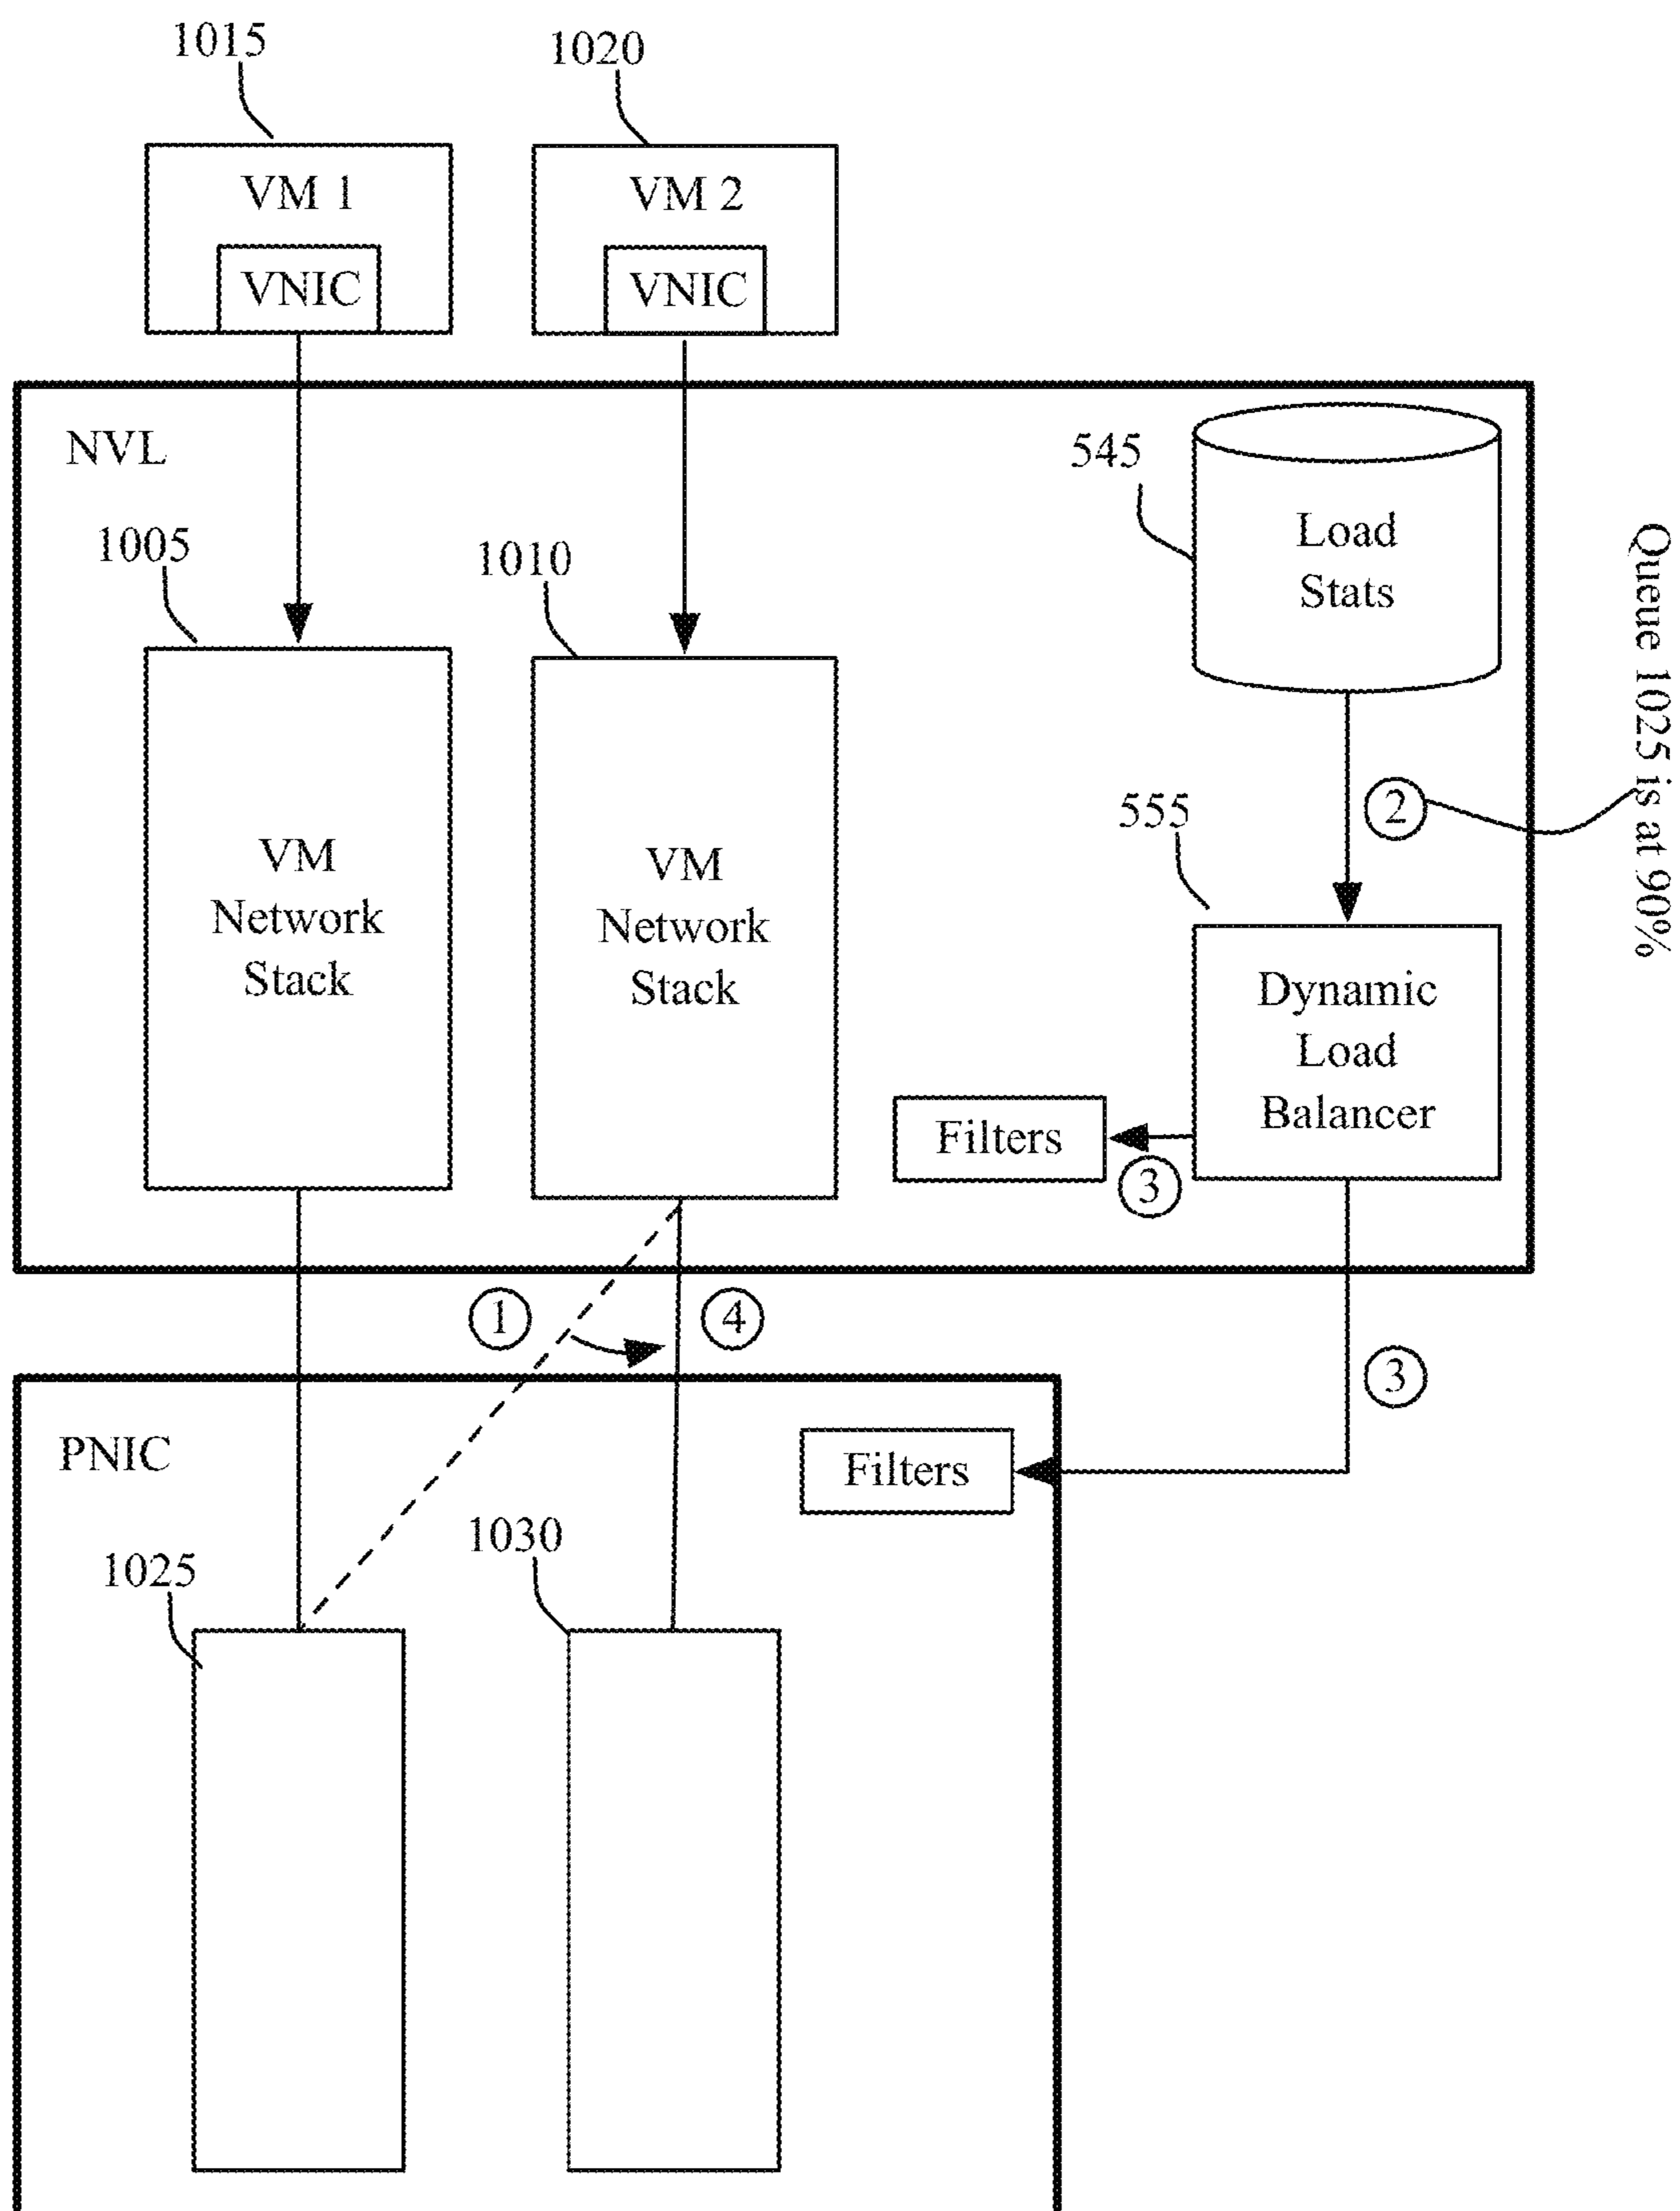 1015
1020
VM 1
VM 2
VNIC
VNIC
NVL
545
Load
Stats
Queue 1025 is at 90%
1005
1010
2
555
VM
Network
Stack
VM
Network
Stack
Dynamic
Load
Balancer
Filters
3
1
4
3
PNIC
Filters
1025
1030